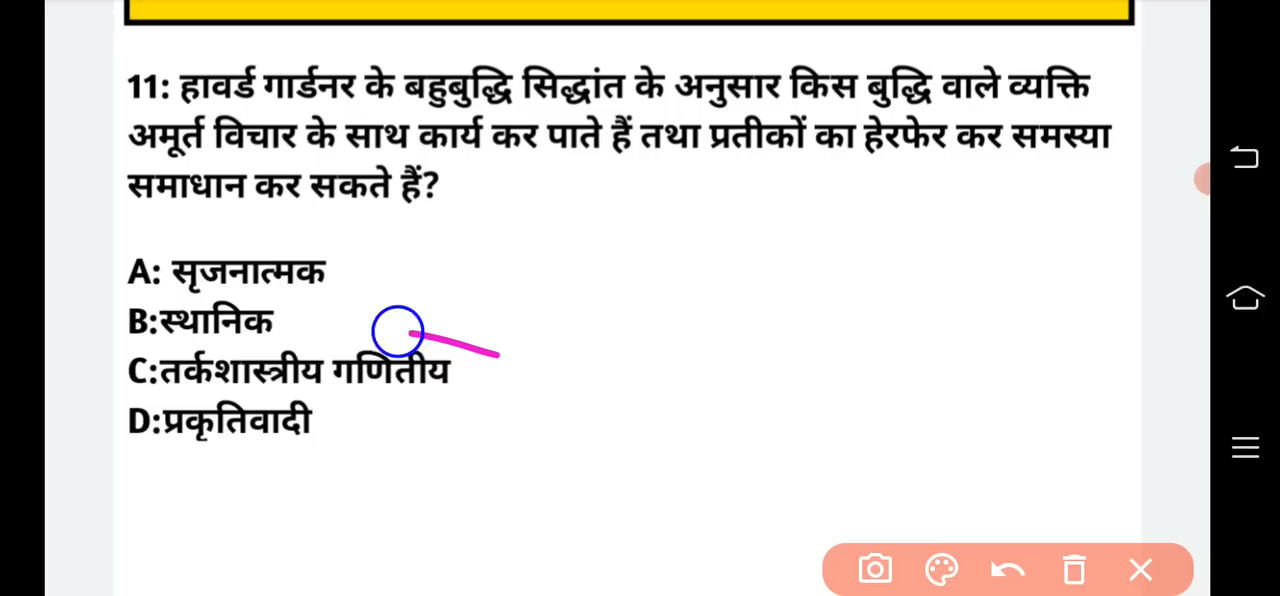 11: हावर्ड गार्डनर के बहुबुद्धि सिद्धांत के अनुसार किस बुद्धि वाले व्यक्ति
अमूर्त विचार के साथ कार्य कर पाते हैं तथा प्रतीकों का हेरफेर कर समस्या
समाधान कर सकते हैं?
A: सृजनात्मक
B:स्थानिक
C:तर्कशास्त्रीय गणितीय
D:प्रकृतिवादी